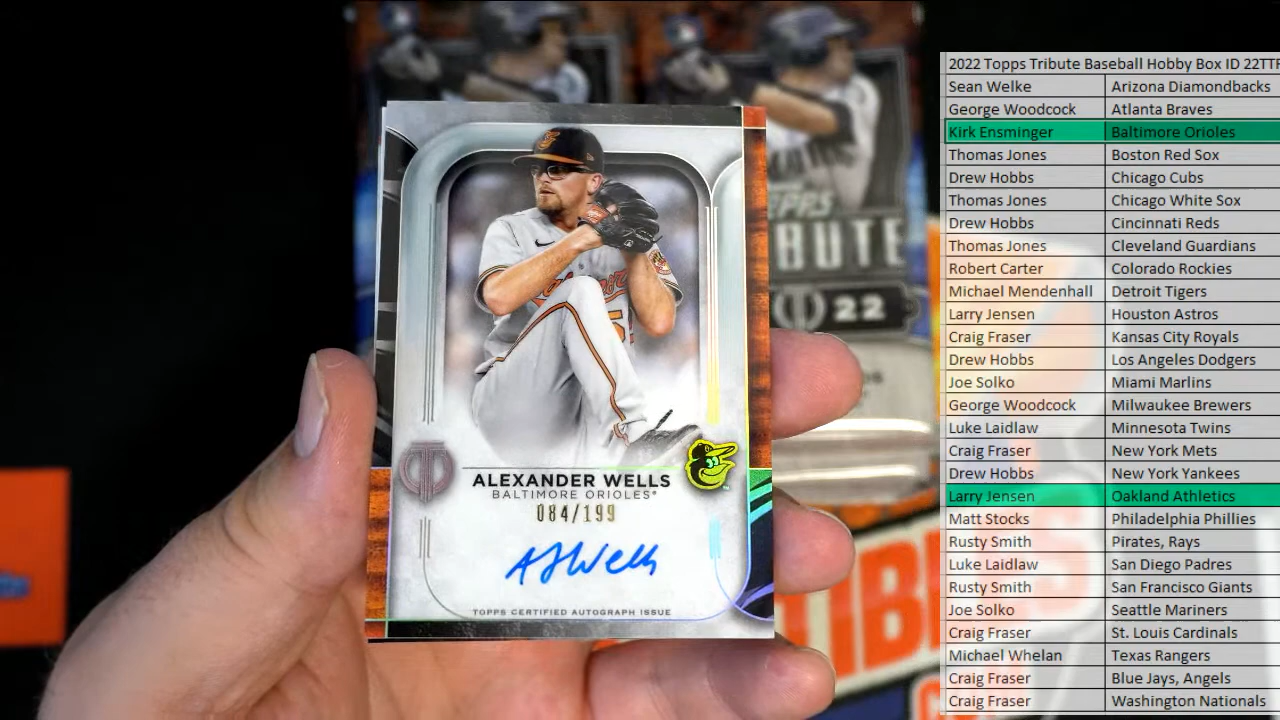 ALEXANDER WELLS
BALTIMORE ORIOLES
084/199
AJWells
TOPPS CERTIFIED AUTOGRAPH ISSUE
22
2022 Topps Tribute Baseball Hobby Box ID 22TTF
Sean Welke Arizona Diamondbacks
George Woodcock Atlanta Braves
Kirk Ensminger Baltimore Orioles
Thomas Jones Boston Red Sox
Drew Hobbs Chicago Cubs
Thomas Jones Chicago White Sox
Drew Hobbs Cincinnati Reds
Thomas Jones Cleveland Guardians
Robert Carter Colorado Rockies
Michael Mendenhall Detroit Tigers
Larry Jensen Houston Astros
Craig Fraser Kansas City Royals
Drew Hobbs Los Angeles Dodgers
Joe Solko Miami Marlins
George Woodcock Milwaukee Brewers
Luke Laidlaw Minnesota Twins
Craig Fraser New York Mets
Drew Hobbs New York Yankees
Larry Jensen Oakland Athletics
Matt Stocks Philadelphia Phillies
Rusty Smith Pirates, Rays
Luke Laidlaw San Diego Padres
Rusty Smith San Francisco Giants
Joe Solko Seattle Mariners
Craig Fraser St. Louis Cardinals
Michael Whelan Texas Rangers
Craig Fraser Blue Jays, Angels
Craig Fraser Washington Nationals